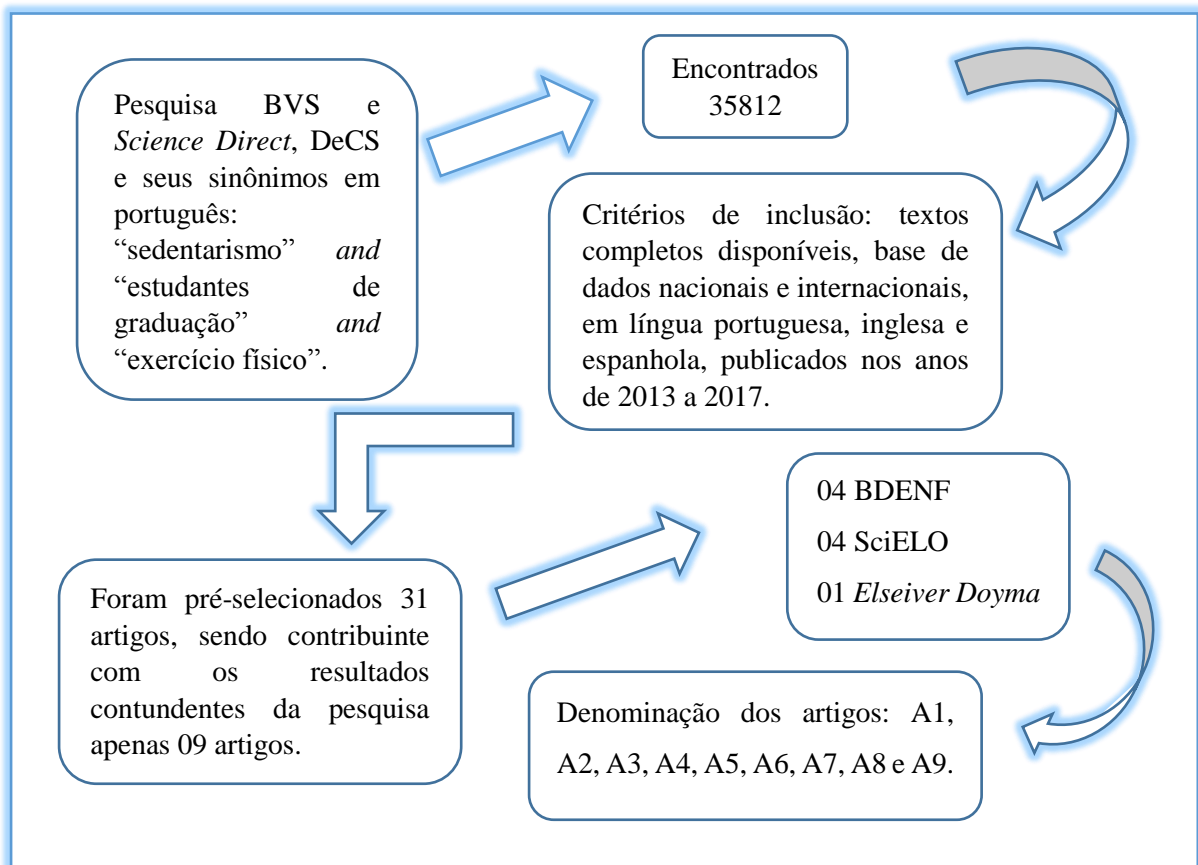 Pesquisa BVS e
Science Direct, DeCS
e seus sinônimos em
português:
“sedentarismo” and
“estudantes de
graduação” and
“exercício físico”.
Encontrados
35812
Critérios de inclusão: textos
completos disponíveis, base de
dados nacionais e internacionais,
em língua portuguesa, inglesa e
espanhola, publicados nos anos
de 2013 a 2017.
Foram pré-selecionados 31
artigos, sendo contribuinte
com os resultados
contundentes da pesquisa
apenas 09 artigos.
04 BDENF
04 SciELO
01 Elseiver Doyma
Denominação dos artigos: A1,
A2, A3, A4, A5, A6, A7, A8 e A9.